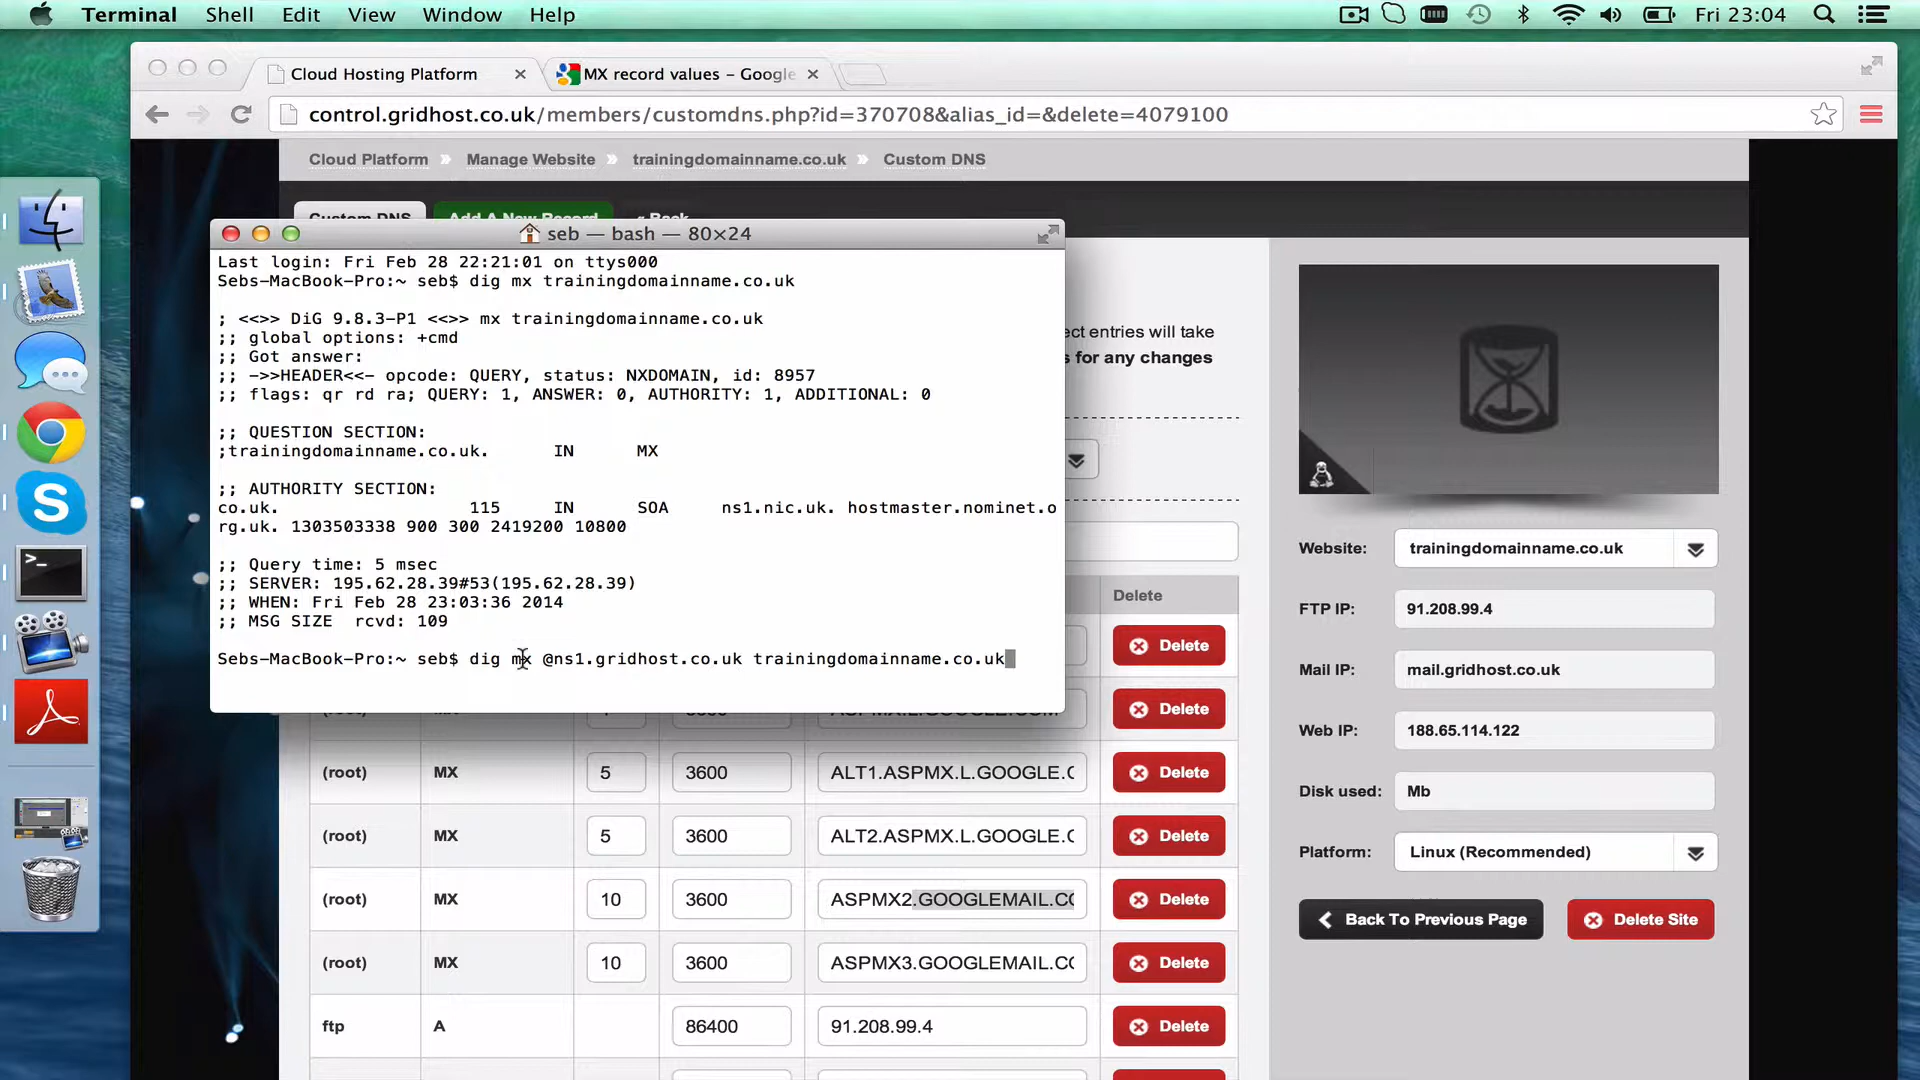 Terminal Shell Edit View Window Help Fri 23:04
Cloud Hosting Platform MX record values – Google
control.gridhost.co.uk/members/customdns.php?id=370708&alias_id=&delete=4079100
Cloud Platform Manage Website trainingdomainname.co.uk Custom DNS
Custom DNS Add A New Record « Back
seb — bash — 80×24
Last login: Fri Feb 28 22:21:01 on ttys000
Sebs-MacBook-Pro:~ seb$ dig mx trainingdomainname.co.uk
; <<>> DiG 9.8.3-P1 <<>> mx trainingdomainname.co.uk
;; global options: +cmd
;; Got answer:
;; ->>HEADER<<- opcode: QUERY, status: NXDOMAIN, id: 8957
;; flags: qr rd ra; QUERY: 1, ANSWER: 0, AUTHORITY: 1, ADDITIONAL: 0
;; QUESTION SECTION:
;trainingdomainname.co.uk. IN MX
;; AUTHORITY SECTION:
co.uk. 115 IN SOA ns1.nic.uk. hostmaster.nominet.o
rg.uk. 1303503338 900 300 2419200 10800
;; Query time: 5 msec
;; SERVER: 195.62.28.39#53(195.62.28.39)
;; WHEN: Fri Feb 28 23:03:36 2014
;; MSG SIZE rcvd: 109
Sebs-MacBook-Pro:~ seb$ dig mx @ns1.gridhost.co.uk trainingdomainname.co.uk
ect entries will take
s for any changes
Delete
Delete
ASPMX.L.GOOGLE.COM Delete
(root) MX 5 3600 ALT1.ASPMX.L.GOOGLE.C Delete
(root) MX 5 3600 ALT2.ASPMX.L.GOOGLE.C Delete
(root) MX 10 3600 ASPMX2.GOOGLEMAIL.CO Delete
(root) MX 10 3600 ASPMX3.GOOGLEMAIL.CO Delete
ftp A 86400 91.208.99.4 Delete
Website: trainingdomainname.co.uk
FTP IP: 91.208.99.4
Mail IP: mail.gridhost.co.uk
Web IP: 188.65.114.122
Disk used: Mb
Platform: Linux (Recommended)
Back To Previous Page Delete Site